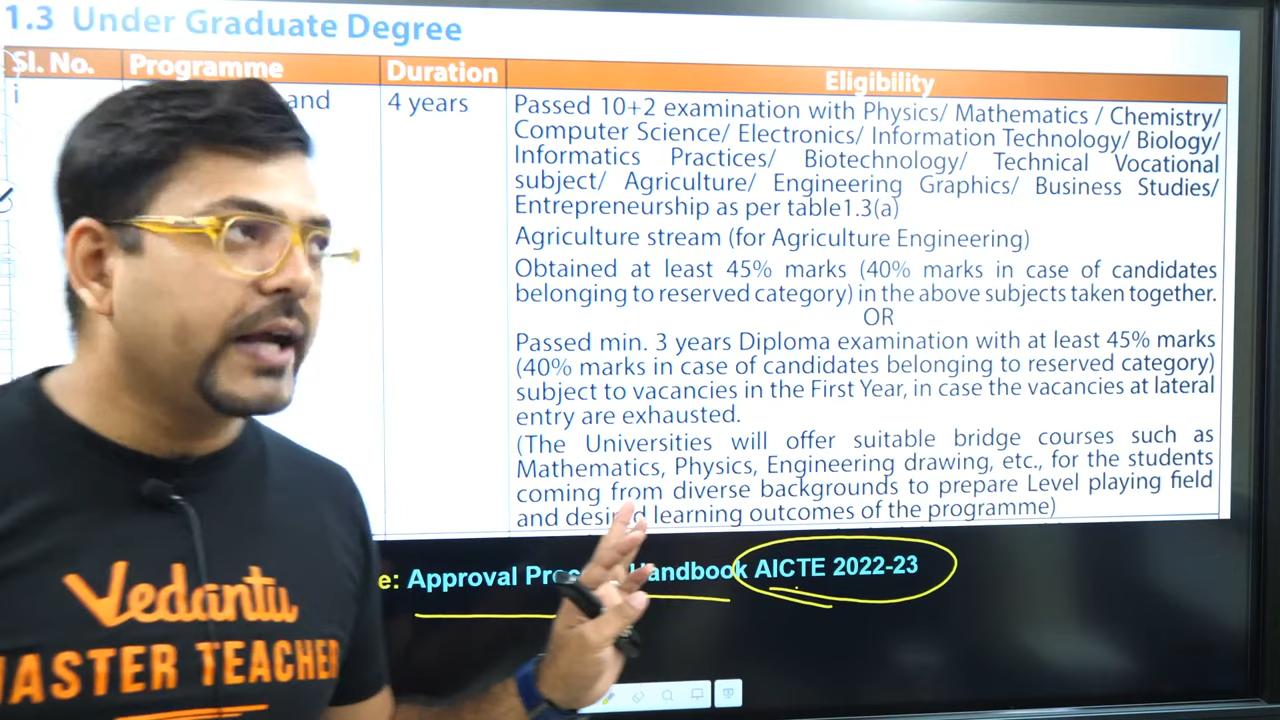 1.3 Under Graduate Degree
Sl. No. Programme Duration Eligibility
i and 4 years Passed 10+2 examination with Physics/ Mathematics / Chemistry/
Computer Science/ Electronics/ Information Technology/ Biology/
Informatics Practices/ Biotechnology/ Technical Vocational
subject/ Agriculture/ Engineering Graphics/ Business Studies/
Entrepreneurship as per table1.3(a)
Agriculture stream (for Agriculture Engineering)
Obtained at least 45% marks (40% marks in case of candidates
belonging to reserved category) in the above subjects taken together.
OR
Passed min. 3 years Diploma examination with at least 45% marks
(40% marks in case of candidates belonging to reserved category)
subject to vacancies in the First Year, in case the vacancies at lateral
entry are exhausted.
(The Universities will offer suitable bridge courses such as
Mathematics, Physics, Engineering drawing, etc., for the students
coming from diverse backgrounds to prepare Level playing field
and desired learning outcomes of the programme)
e: Approval Handbook AICTE 2022-23
Vedantu
MASTER TEACHER